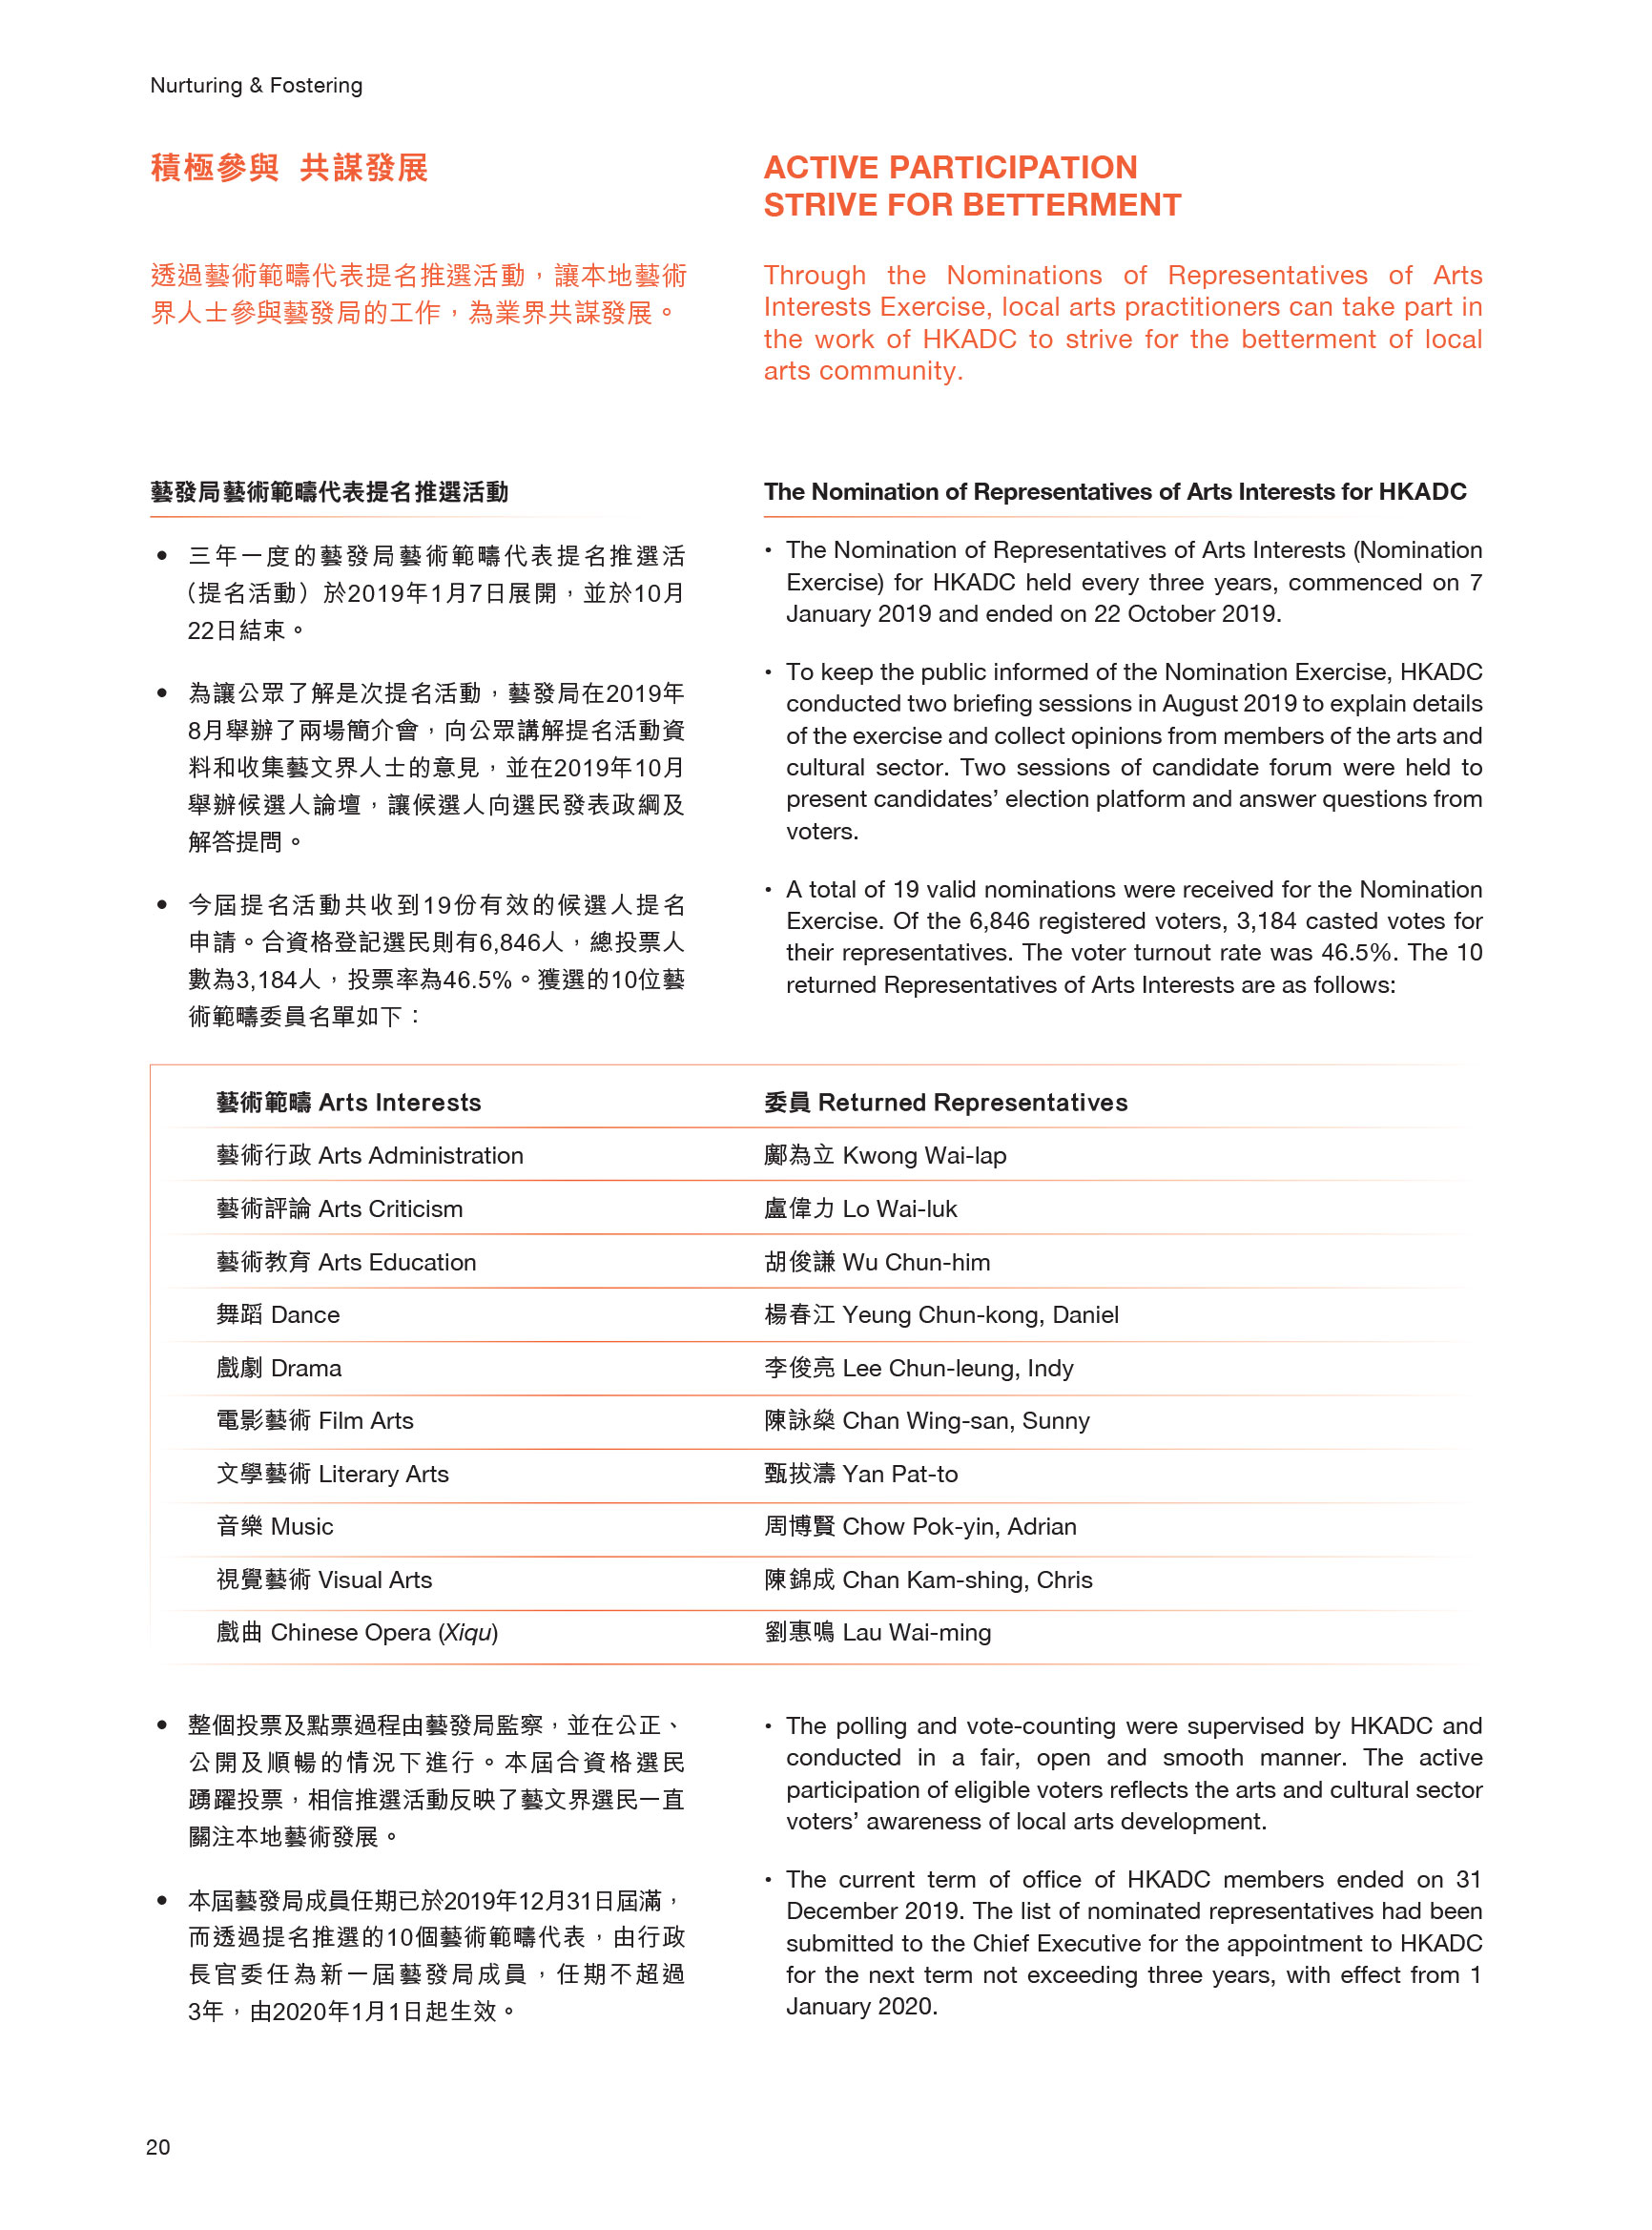 Nurturing & Fostering
積極參與 共謀發展
透過藝術範疇代表提名推選活動，讓本地藝術
界人士參與藝發局的工作，為業界共謀發展。
藝發局藝術範疇代表提名推選活動
● 三年一度的藝發局藝術範疇代表提名推選活
（提名活動）於2019年1月7日展開，並於10月
22日結束。
● 為讓公眾了解是次提名活動，藝發局在2019年
8月舉辦了兩場簡介會，向公眾講解提名活動資
料和收集藝文界人士的意見，並在2019年10月
舉辦候選人論壇，讓候選人向選民發表政綱及
解答提問。
● 今屆提名活動共收到19份有效的候選人提名
申請。合資格登記選民則有6,846人，總投票人
數為3,184人，投票率為46.5%。獲選的10位藝
術範疇委員名單如下：
ACTIVE PARTICIPATION
STRIVE FOR BETTERMENT
Through the Nominations of Representatives of Arts
Interests Exercise, local arts practitioners can take part in
the work of HKADC to strive for the betterment of local
arts community.
The Nomination of Representatives of Arts Interests for HKADC
• The Nomination of Representatives of Arts Interests (Nomination
Exercise) for HKADC held every three years, commenced on 7
January 2019 and ended on 22 October 2019.
• To keep the public informed of the Nomination Exercise, HKADC
conducted two briefing sessions in August 2019 to explain details
of the exercise and collect opinions from members of the arts and
cultural sector. Two sessions of candidate forum were held to
present candidates’ election platform and answer questions from
voters.
• A total of 19 valid nominations were received for the Nomination
Exercise. Of the 6,846 registered voters, 3,184 casted votes for
their representatives. The voter turnout rate was 46.5%. The 10
returned Representatives of Arts Interests are as follows:
藝術範疇 Arts Interests 委員 Returned Representatives
藝術行政 Arts Administration 鄺為立 Kwong Wai-lap
藝術評論 Arts Criticism 盧偉力 Lo Wai-luk
藝術教育 Arts Education 胡俊謙 Wu Chun-him
舞蹈 Dance 楊春江 Yeung Chun-kong, Daniel
戲劇 Drama 李俊亮 Lee Chun-leung, Indy
電影藝術 Film Arts 陳詠燊 Chan Wing-san, Sunny
文學藝術 Literary Arts 甄拔濤 Yan Pat-to
音樂 Music 周博賢 Chow Pok-yin, Adrian
視覺藝術 Visual Arts 陳錦成 Chan Kam-shing, Chris
戲曲 Chinese Opera (Xiqu) 劉惠鳴 Lau Wai-ming
● 整個投票及點票過程由藝發局監察，並在公正、
公開及順暢的情況下進行。本屆合資格選民
踴躍投票，相信推選活動反映了藝文界選民一直
關注本地藝術發展。
● 本屆藝發局成員任期已於2019年12月31日屆滿，
而透過提名推選的10個藝術範疇代表，由行政
長官委任為新一屆藝發局成員，任期不超過
3年，由2020年1月1日起生效。
• The polling and vote-counting were supervised by HKADC and
conducted in a fair, open and smooth manner. The active
participation of eligible voters reflects the arts and cultural sector
voters’ awareness of local arts development.
• The current term of office of HKADC members ended on 31
December 2019. The list of nominated representatives had been
submitted to the Chief Executive for the appointment to HKADC
for the next term not exceeding three years, with effect from 1
January 2020.
20